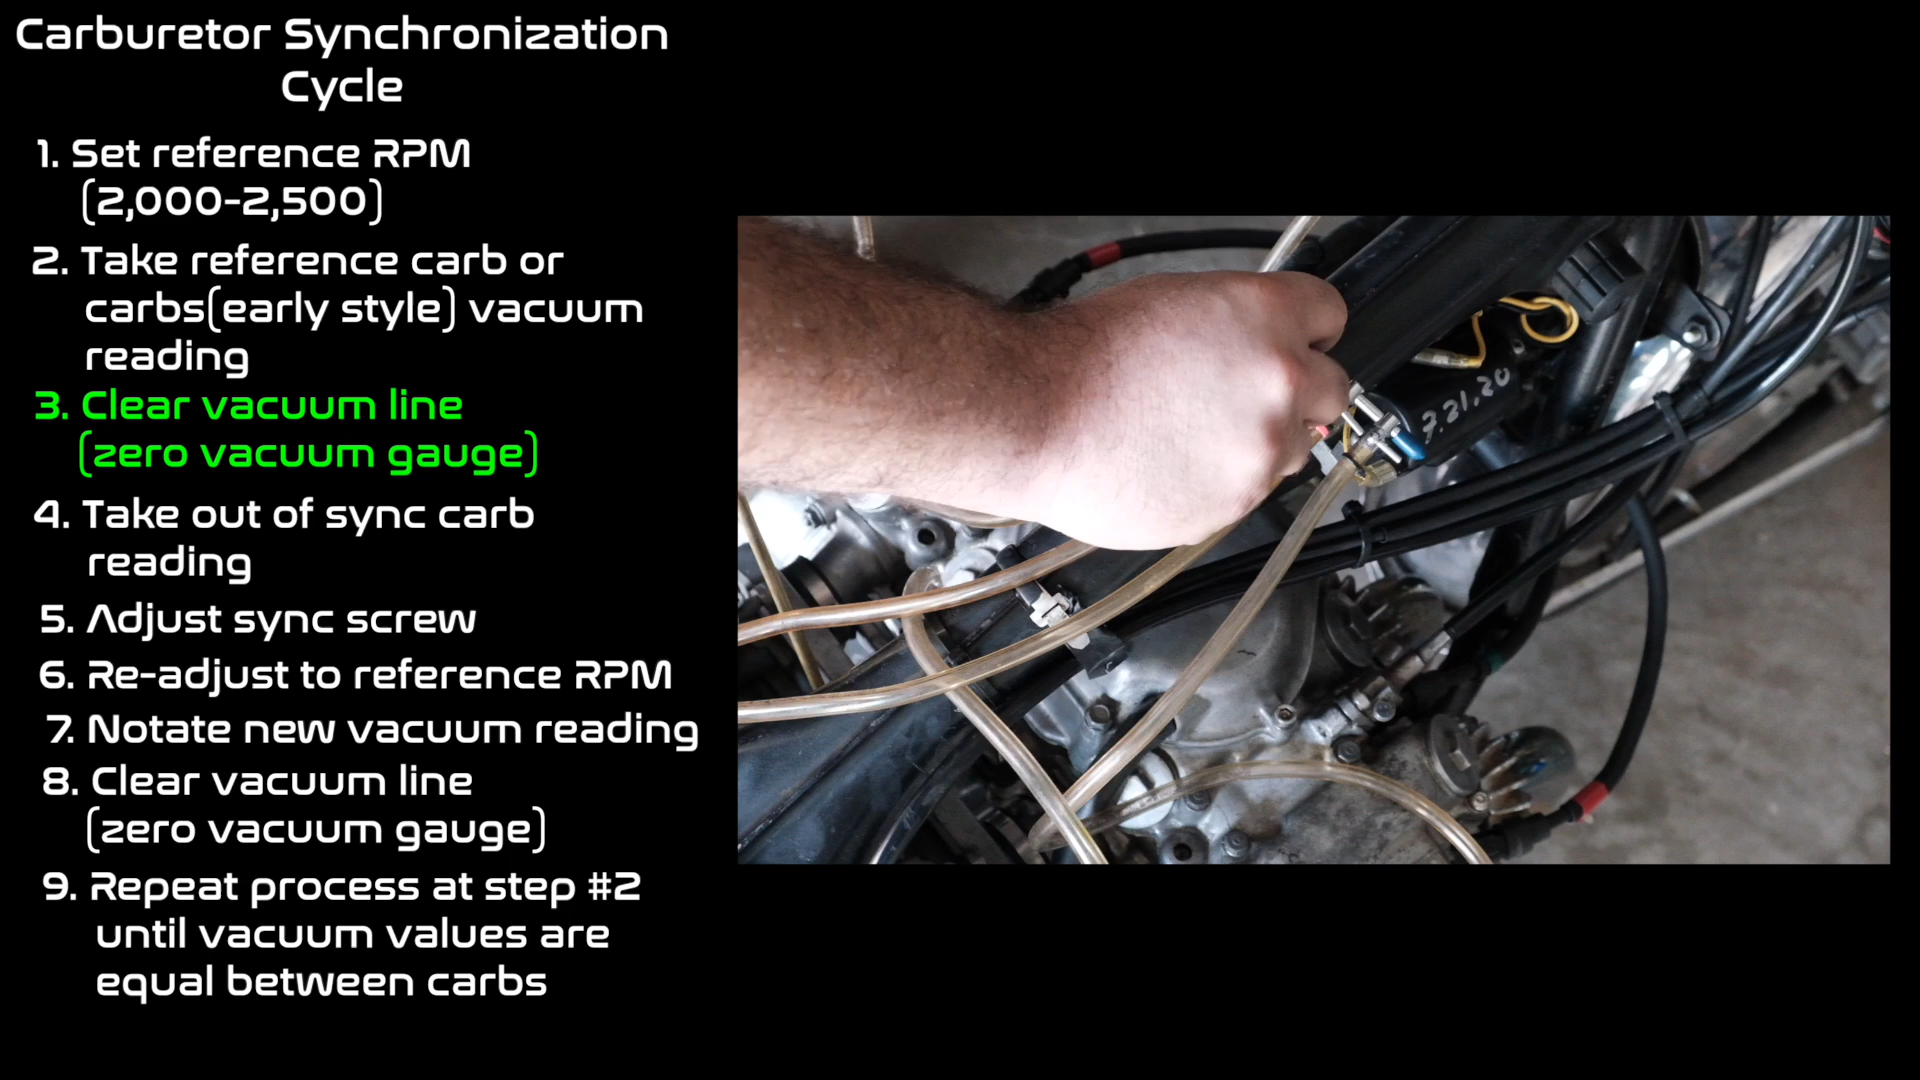 Carburetor Synchronization
Cycle
1. Set reference RPM
(2,000-2,500)
2. Take reference carb or
carbs(early style) vacuum
reading
3. Clear vacuum line
(zero vacuum gauge)
4. Take out of sync carb
reading
5. Adjust sync screw
6. Re-adjust to reference RPM
7. Notate new vacuum reading
8. Clear vacuum line
(zero vacuum gauge)
9. Repeat process at step #2
until vacuum values are
equal between carbs
7.21.20